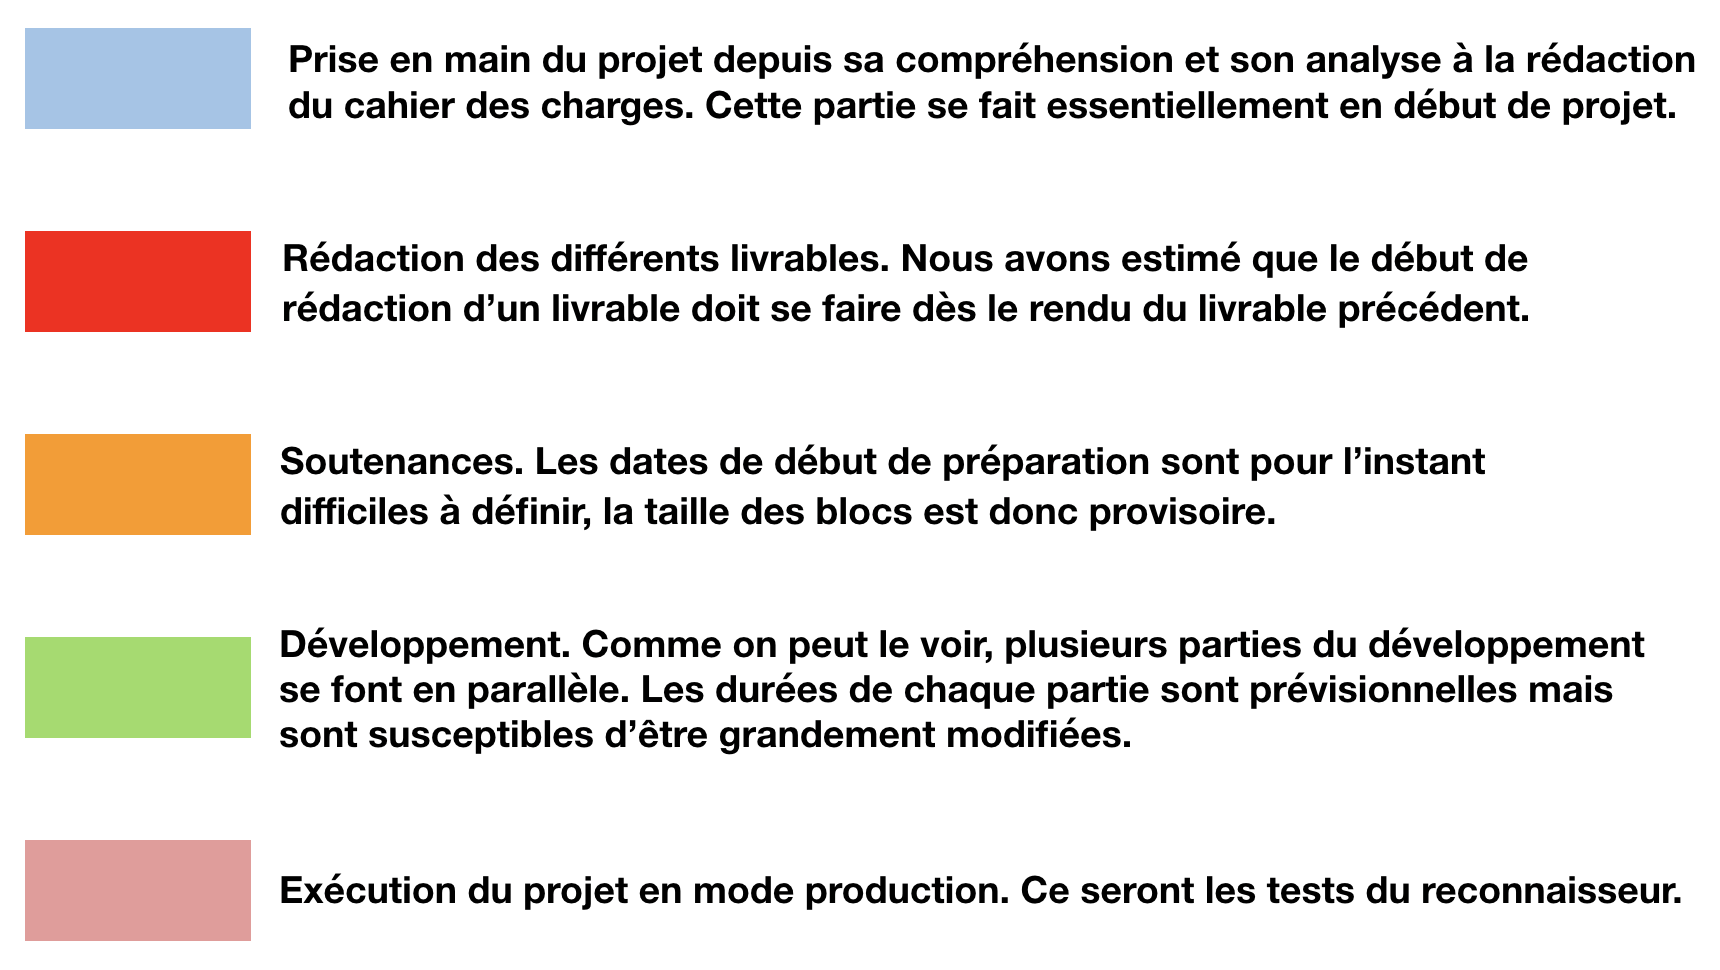 Prise en main du projet depuis sa compréhension et son analyse à la rédaction
du cahier des charges. Cette partie se fait essentiellement en début de projet.
Rédaction des différents livrables. Nous avons estimé que le début de
rédaction d’un livrable doit se faire dès le rendu du livrable précédent.
Soutenances. Les dates de début de préparation sont pour l’instant
difficiles à définir, la taille des blocs est donc provisoire.
Développement. Comme on peut le voir, plusieurs parties du développement
se font en parallèle. Les durées de chaque partie sont prévisionnelles mais
sont susceptibles d’être grandement modifiées.
Exécution du projet en mode production. Ce seront les tests du reconnaisseur.